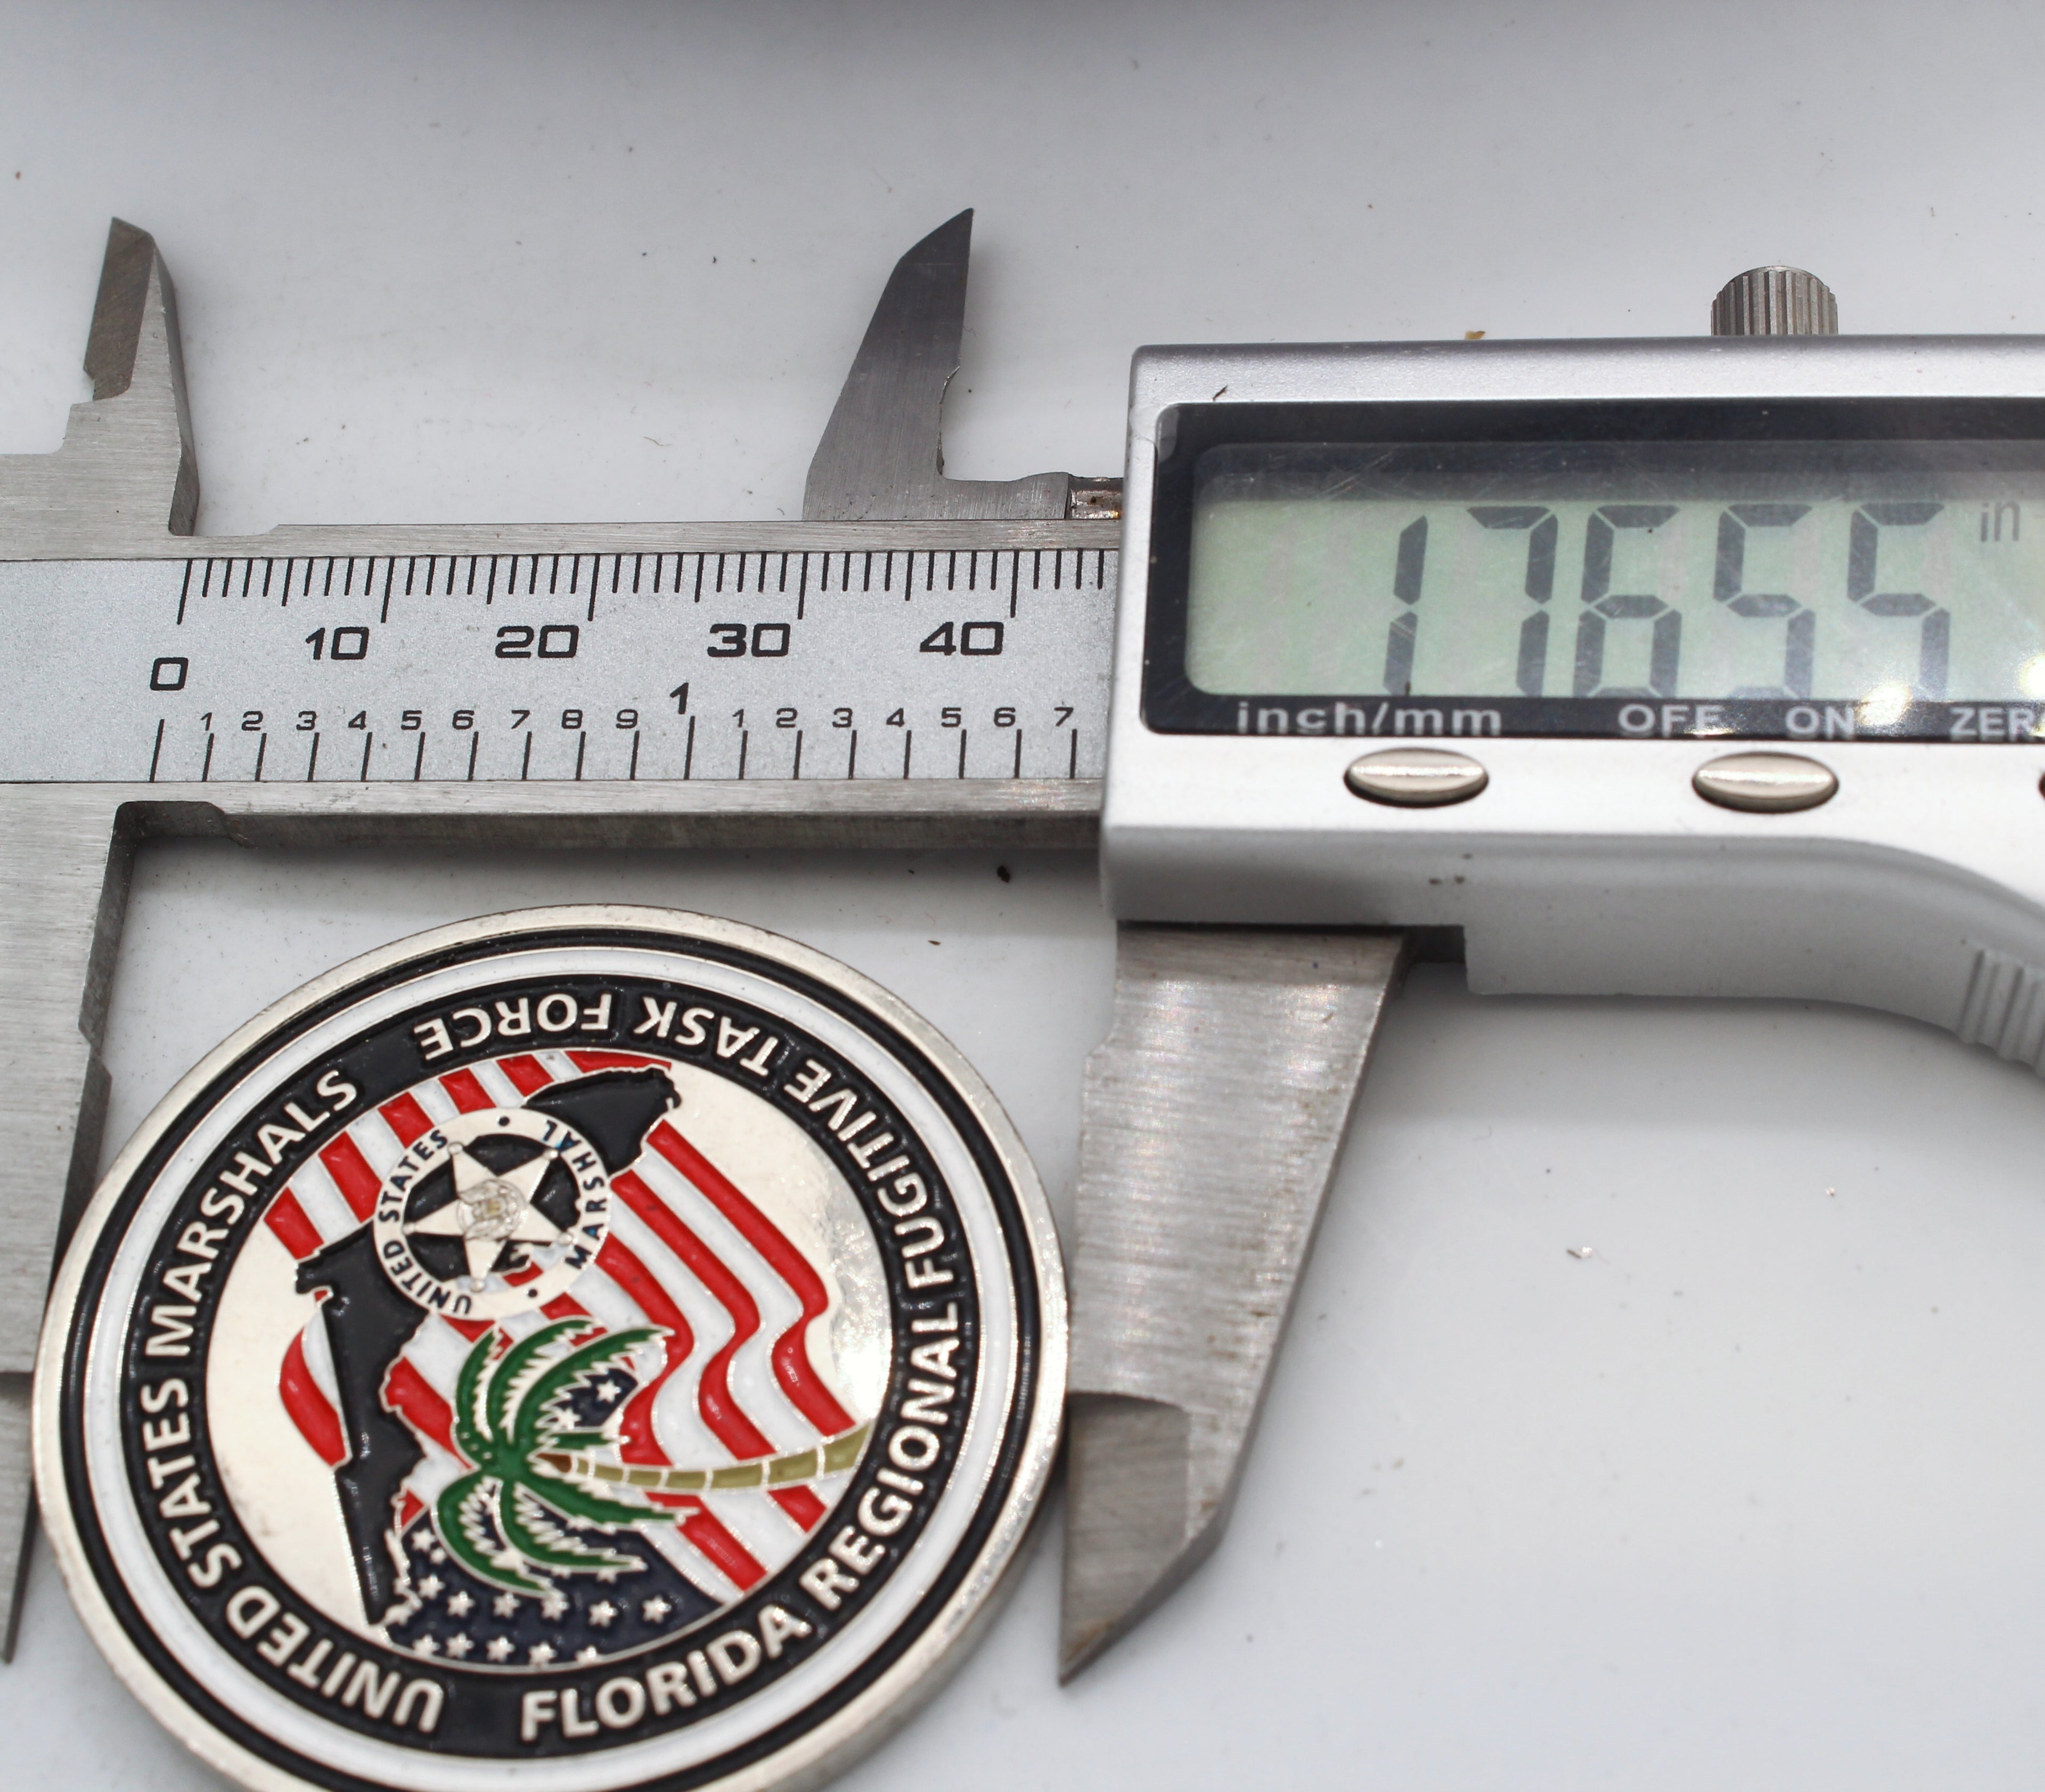 0 10 20 30 40
1 2 3 4 5 6 7 8 9 1 1 2 3 4 5 6 7
17655 in
inch/mm OFF ON ZER
UNITED STATES MARSHALS
FLORIDA REGIONAL FUGITIVE TASK FORCE
UNITED STATES MARSHAL